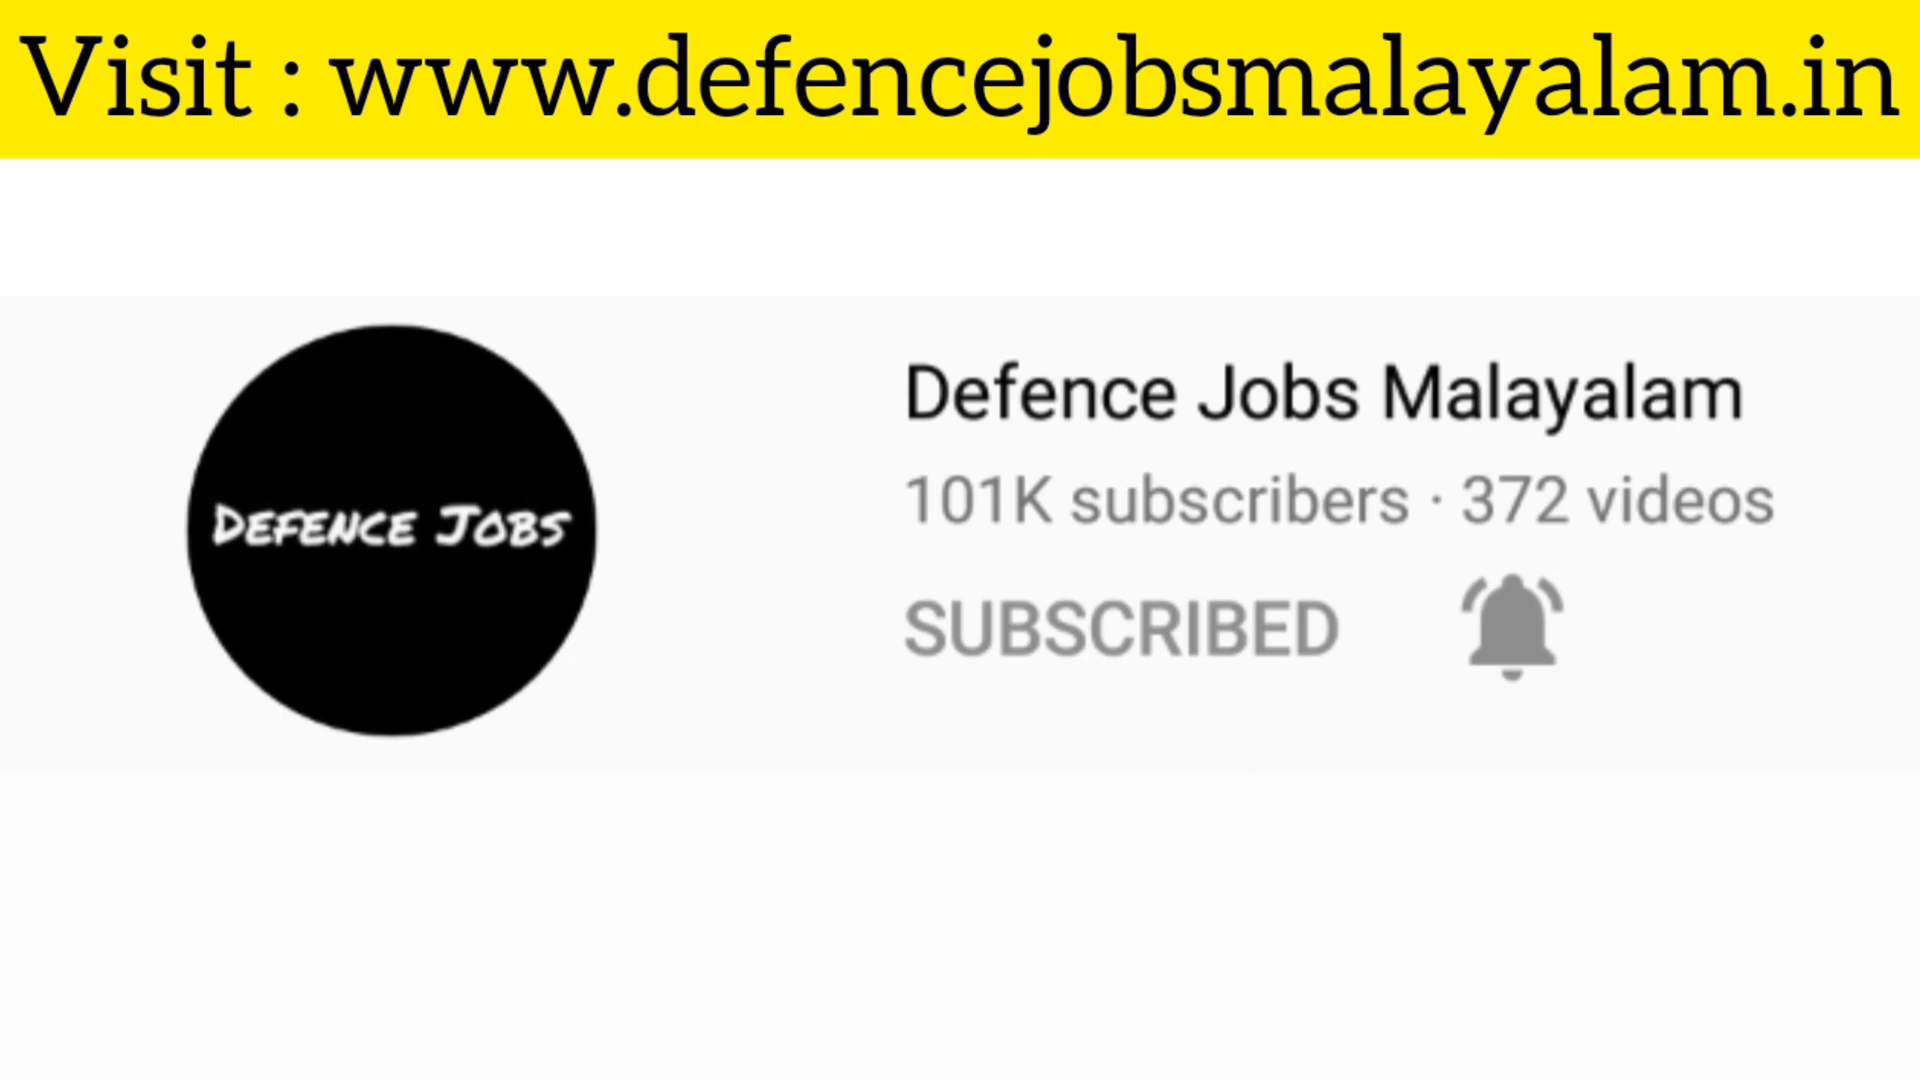 Visit : www.defencejobsmalayalam.in
DEFENCE JOBS
Defence Jobs Malayalam
101K subscribers · 372 videos
SUBSCRIBED